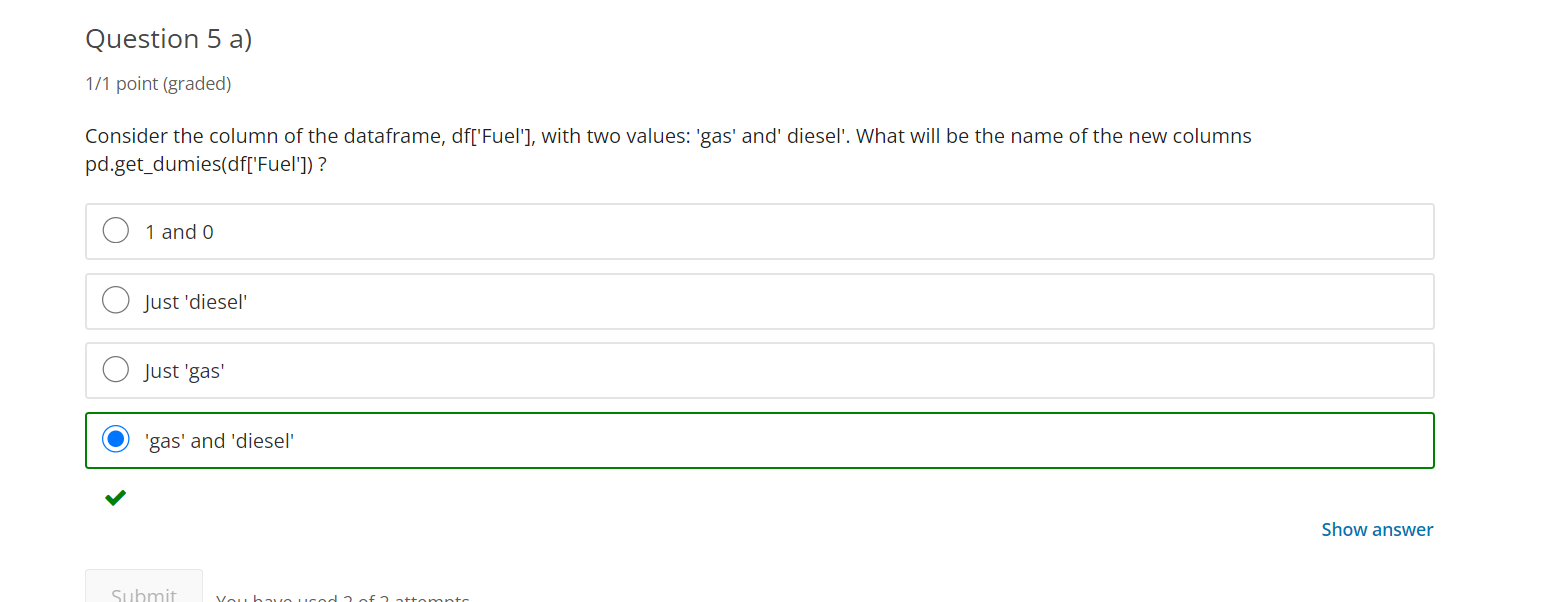 Question 5 a)
1/1 point (graded)
Consider the column of the dataframe, df['Fuel'], with two values: 'gas' and' diesel'. What will be the name of the new columns
pd.get_dumies(df['Fuel']) ?
1 and 0
Just 'diesel'
Just 'gas'
'gas' and 'diesel'
Show answer
Submit
You have used 2 of 2 attempts